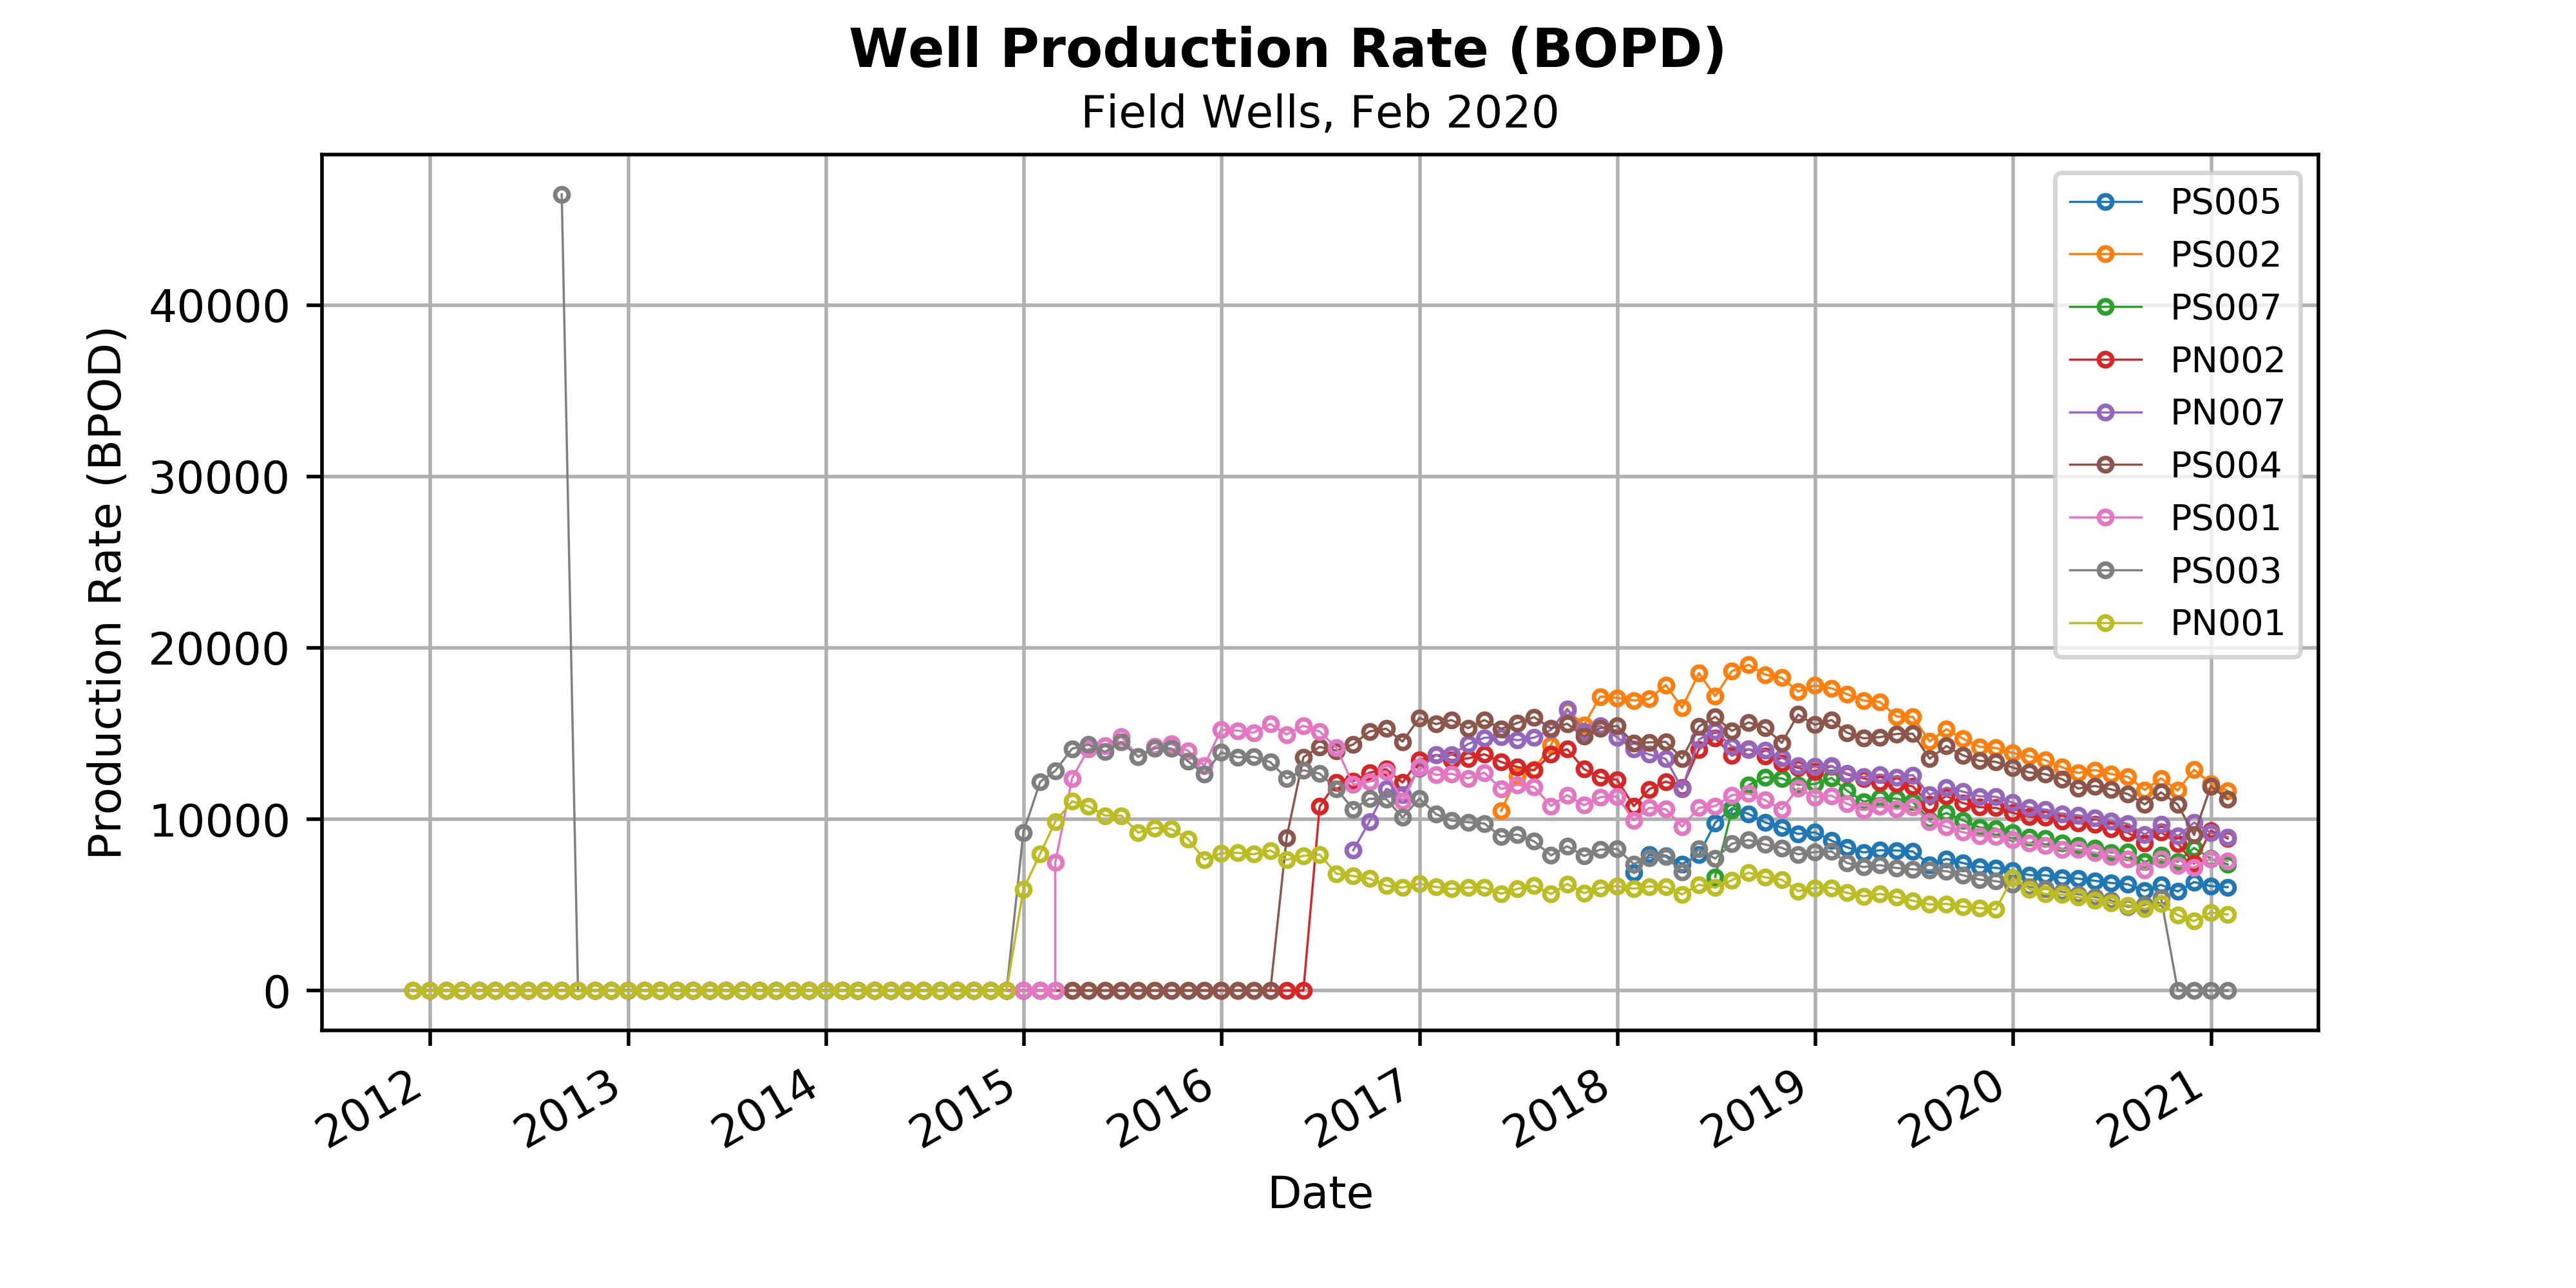 Well Production Rate (BOPD)
Field Wells, Feb 2020
Production Rate (BPOD)
40000
30000
20000
10000
0
PS005
PS002
PS007
PN002
PN007
PS004
PS001
PS003
PN001
2012
2013
2014
2015
2016
2017
2018
2019
2020
2021
Date